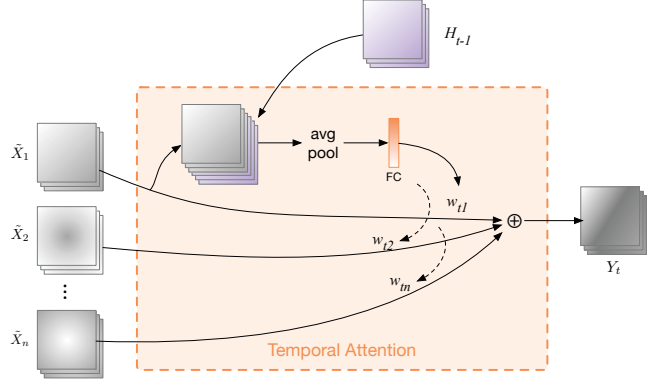 H_{t-1}
avg
pool
FC
X̃_1
w_{t1}
X̃_2
w_{t2}
⊕
Y_t
⋮
w_{tn}
X̃_n
Temporal Attention